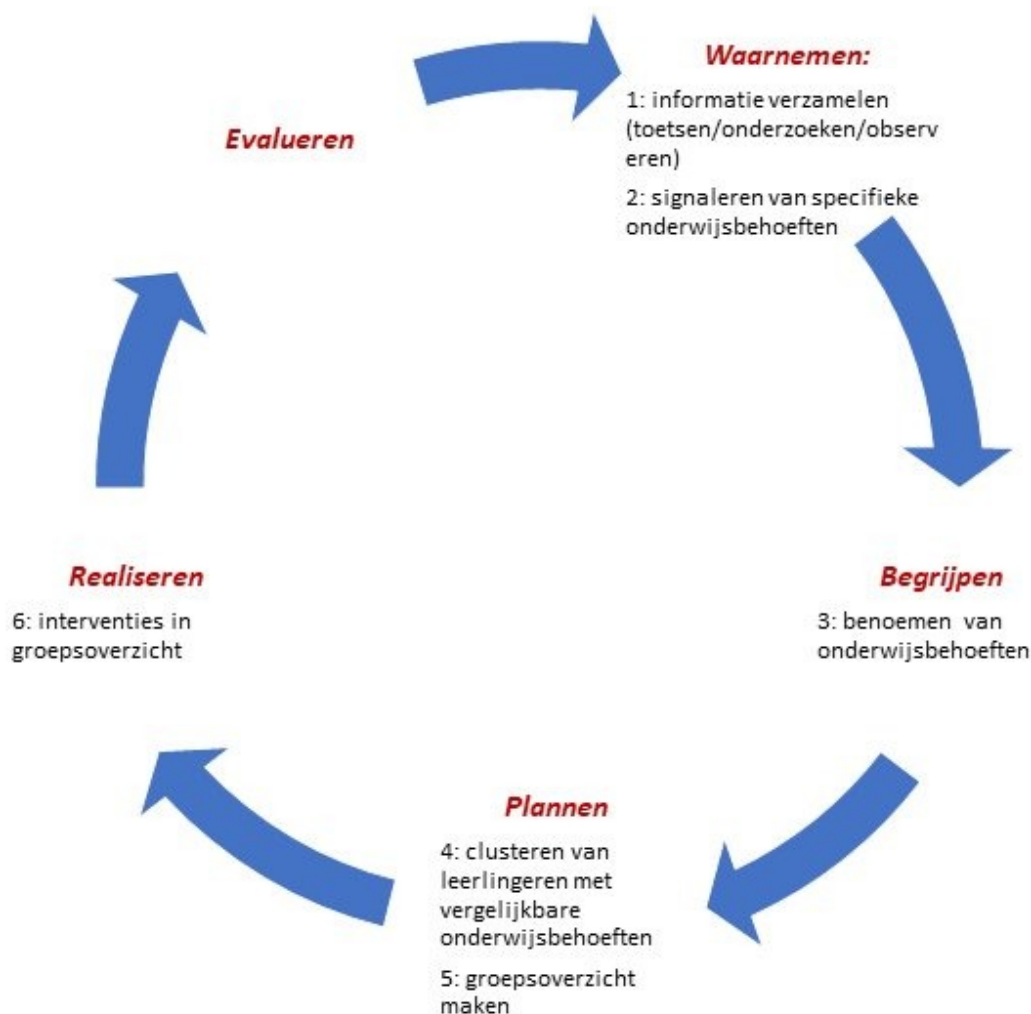 Waarnemen:
1: informatie verzamelen
(toetsen/onderzoeken/observ
eren)
2: signaleren van specifieke
onderwijsbehoeften
Begrijpen
3: benoemen van
onderwijsbehoeften
Plannen
4: clusteren van
leerlingeren met
vergelijkbare
onderwijsbehoeften
5: groepsoverzicht
maken
Realiseren
6: interventies in
groepsoverzicht
Evalueren